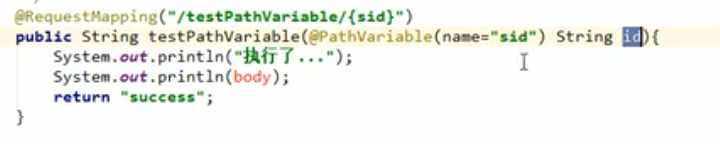 @RequestMapping("/testPathVariable/{sid}")
public String testPathVariable(@PathVariable(name="sid") String id){
System.out.println("执行了...");
System.out.println(body);
return "success";
}